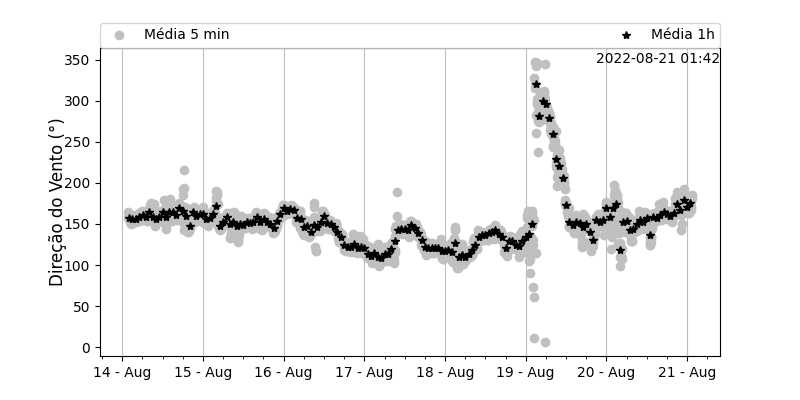 Média 5 min
Média 1h
2022-08-21 01:42
Direção do Vento (°)
350
300
250
200
150
100
50
0
14 - Aug
15 - Aug
16 - Aug
17 - Aug
18 - Aug
19 - Aug
20 - Aug
21 - Aug